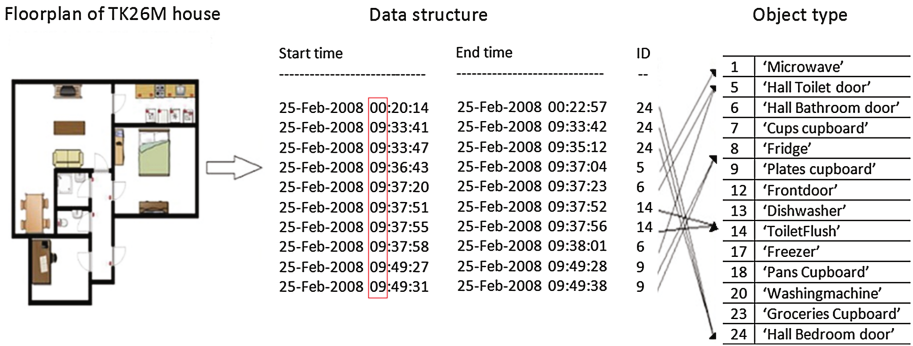 Floorplan of TK26M house
Data structure
Object type
Start time End time ID
---------------------------- ---------------------------- --
25-Feb-2008 00:20:14 25-Feb-2008 00:22:57 24
25-Feb-2008 09:33:41 25-Feb-2008 09:33:42 24
25-Feb-2008 09:33:47 25-Feb-2008 09:35:12 24
25-Feb-2008 09:36:43 25-Feb-2008 09:37:04 5
25-Feb-2008 09:37:20 25-Feb-2008 09:37:23 6
25-Feb-2008 09:37:51 25-Feb-2008 09:37:52 14
25-Feb-2008 09:37:55 25-Feb-2008 09:37:56 14
25-Feb-2008 09:37:58 25-Feb-2008 09:38:01 6
25-Feb-2008 09:49:27 25-Feb-2008 09:49:28 9
25-Feb-2008 09:49:31 25-Feb-2008 09:49:38 9
1 'Microwave'
5 'Hall Toilet door'
6 'Hall Bathroom door'
7 'Cups cupboard'
8 'Fridge'
9 'Plates cupboard'
12 'Frontdoor'
13 'Dishwasher'
14 'ToiletFlush'
17 'Freezer'
18 'Pans Cupboard'
20 'Washingmachine'
23 'Groceries Cupboard'
24 'Hall Bedroom door'